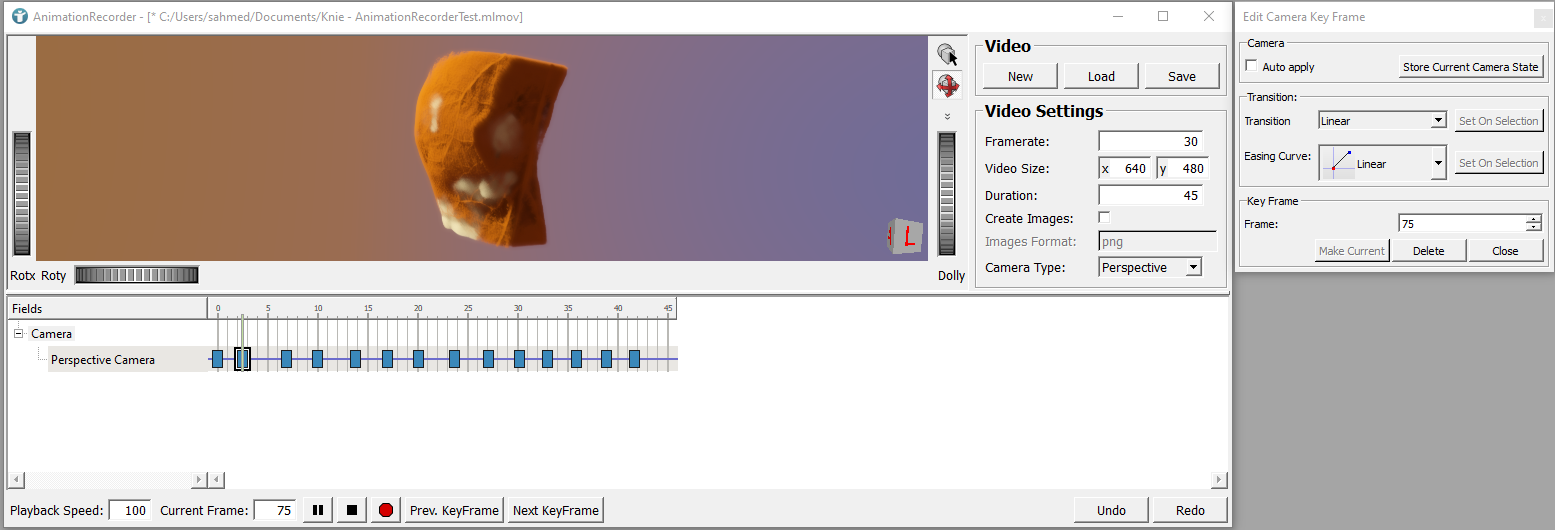 AnimationRecorder - [* C:/Users/sahmed/Documents/Knie - AnimationRecorderTest.mlmov]
L
Rotx Roty
Dolly
Video
New Load Save
Video Settings
Framerate: 30
Video Size: x 640 y 480
Duration: 45
Create Images:
Images Format: png
Camera Type: Perspective
Fields
0 5 10 15 20 25 30 35 40 45
Camera
Perspective Camera
Playback Speed: 100 Current Frame: 75 Prev. KeyFrame Next KeyFrame Undo Redo
Edit Camera Key Frame
Camera
Auto apply Store Current Camera State
Transition:
Transition Linear Set On Selection
Easing Curve: Linear Set On Selection
Key Frame
Frame: 75
Make Current Delete Close